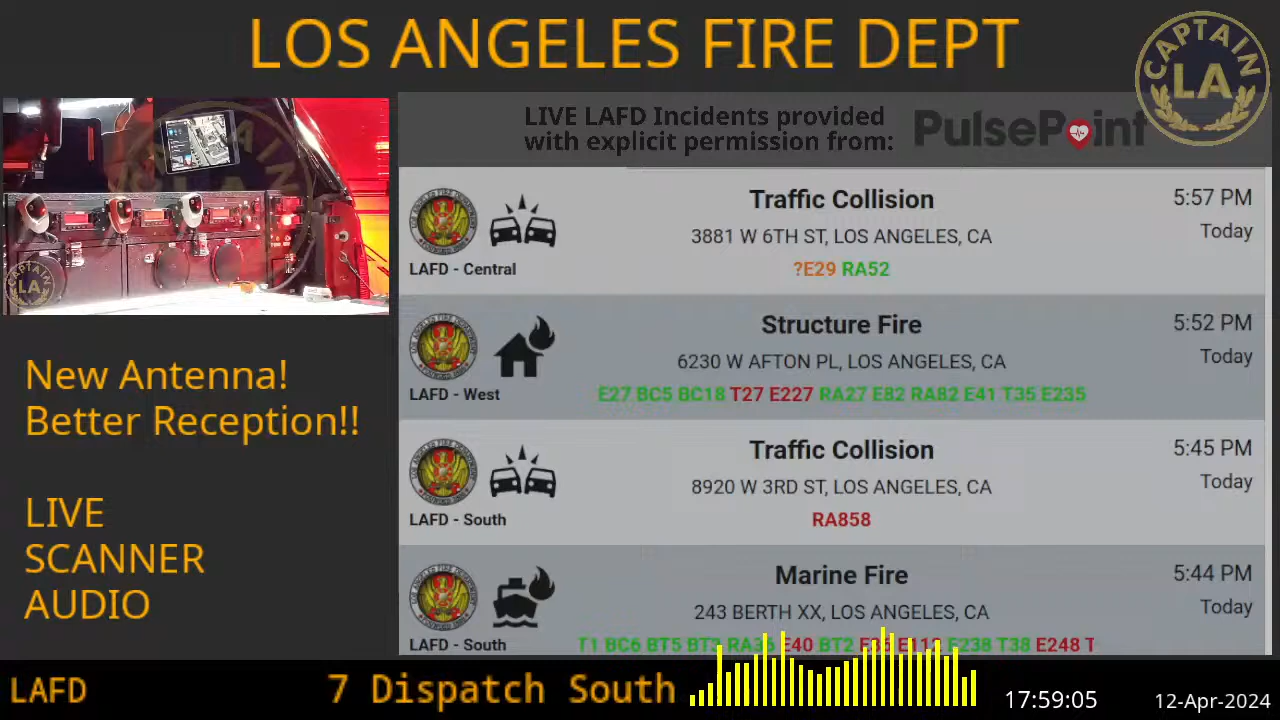 LOS ANGELES FIRE DEPT
CAPTAIN
LA
LIVE LAFD Incidents provided
with explicit permission from:
PulsePoint
Traffic Collision
5:57 PM
3881 W 6TH ST, LOS ANGELES, CA
Today
LAFD - Central
?E29 RA52
Structure Fire
5:52 PM
6230 W AFTON PL, LOS ANGELES, CA
Today
LAFD - West
E27 BC5 BC18 T27 E227 RA27 E82 RA82 E41 T35 E235
Traffic Collision
5:45 PM
8920 W 3RD ST, LOS ANGELES, CA
Today
LAFD - South
RA858
Marine Fire
5:44 PM
243 BERTH XX, LOS ANGELES, CA
Today
LAFD - South
T1 BC6 BT5 E40 BT2 E238 T38 E248 T
CAPTAIN
LA
New Antenna!
Better Reception!!
LIVE
SCANNER
AUDIO
LAFD
7 Dispatch South
17:59:05
12-Apr-2024